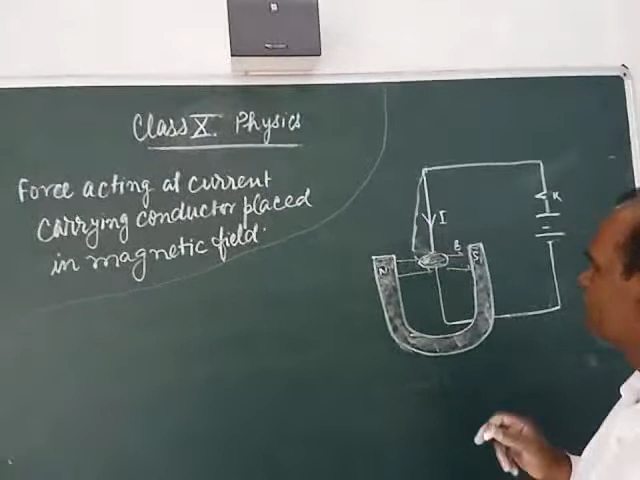 Class X. Physics
Force acting at current
carrying conductor placed
in magnetic field.
I
K
B
N
S